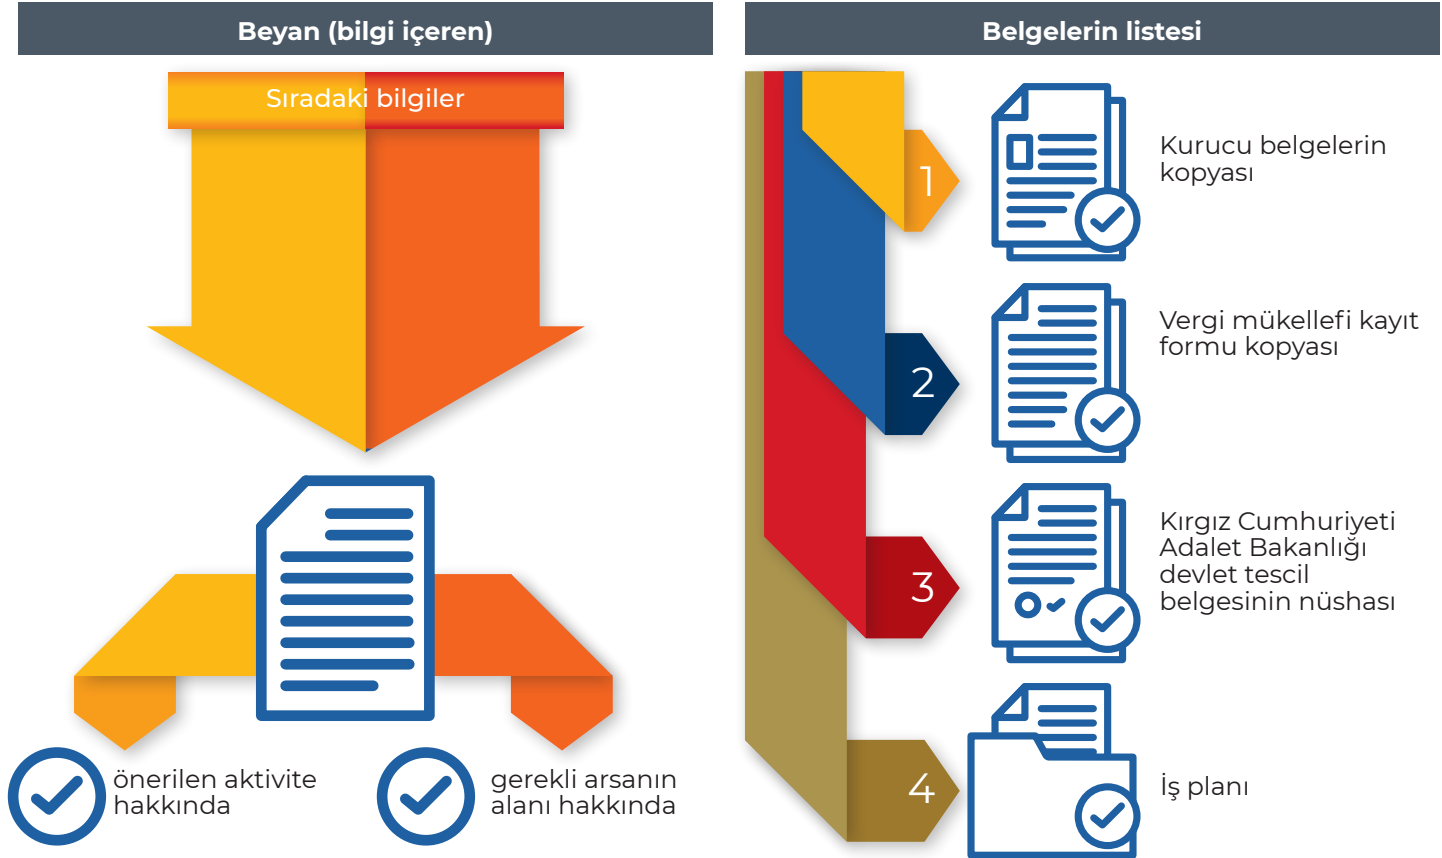 Beyan (bilgi içeren)
Sıradaki bilgiler
önerilen aktivite
hakkında
gerekli arsanın
alanı hakkında
Belgelerin listesi
1
Kurucu belgelerin
kopyası
2
Vergi mükellefi kayıt
formu kopyası
3
Kırgız Cumhuriyeti
Adalet Bakanlığı
devlet tescil
belgesinin nüshası
4
İş planı